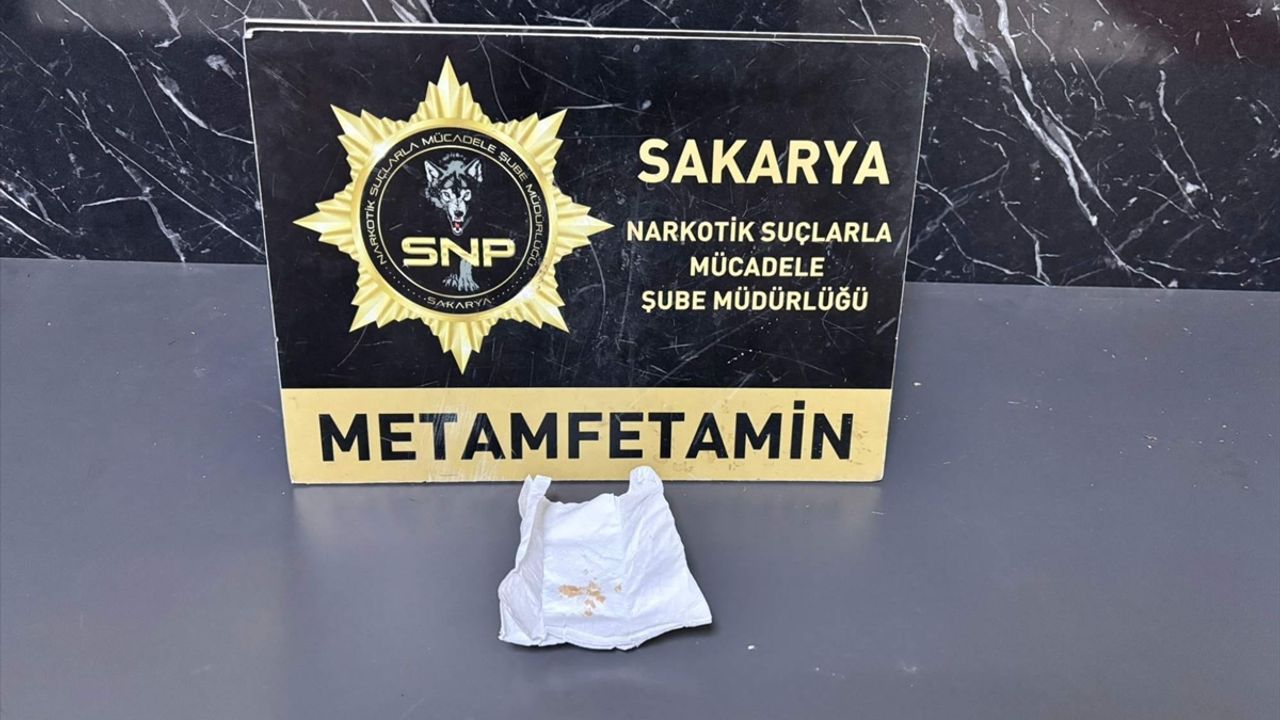 NARKOTİK SUÇLARLA MÜCADELE ŞUBE MÜDÜRLÜĞÜ
SNP
SAKARYA
SAKARYA
NARKOTİK SUÇLARLA
MÜCADELE
ŞUBE MÜDÜRLÜĞÜ
METAMFETAMİN